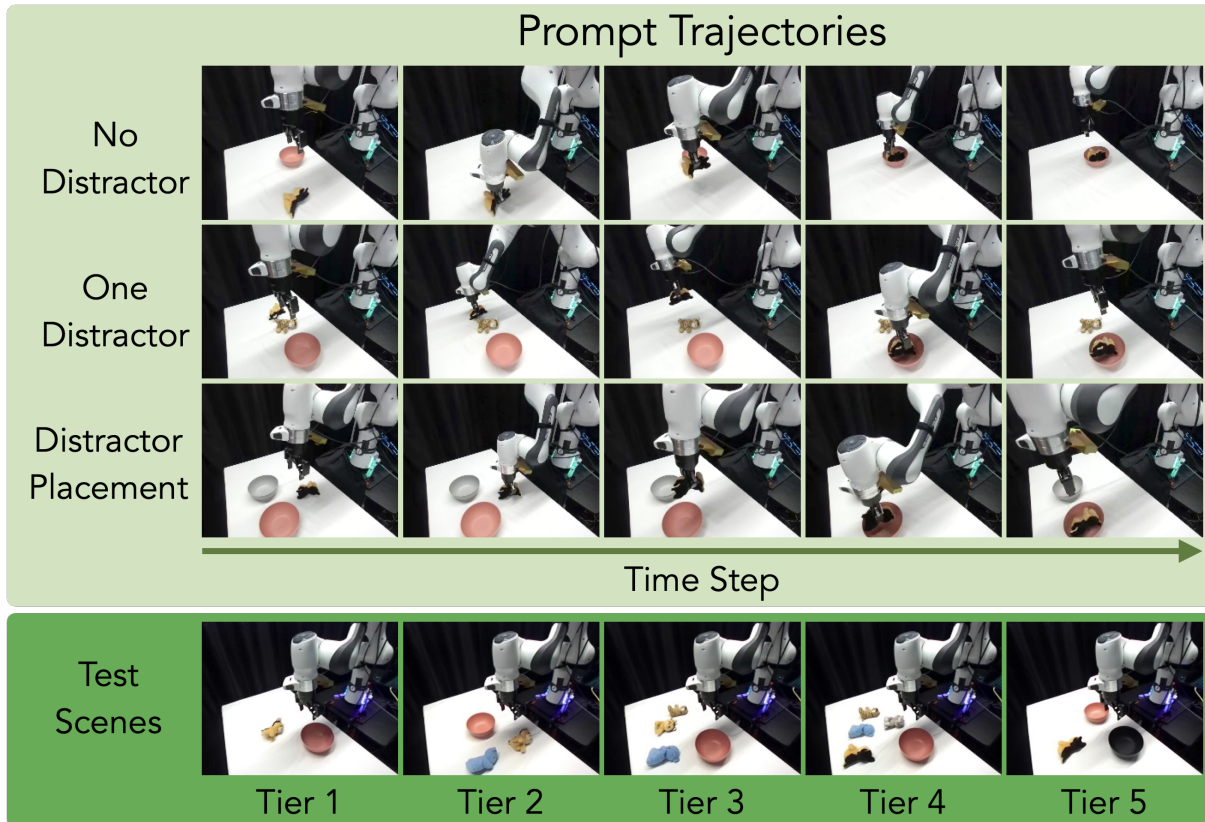 Prompt Trajectories
No
Distractor
One
Distractor
Distractor
Placement
Time Step
Test
Scenes
Tier 1
Tier 2
Tier 3
Tier 4
Tier 5